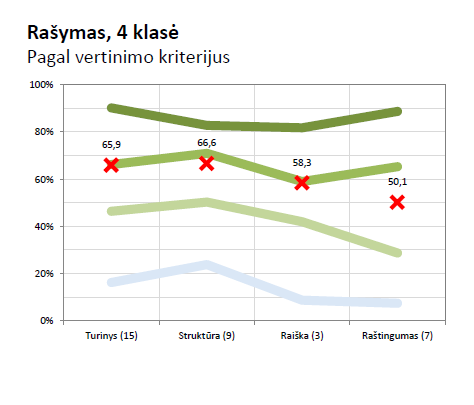 Rašymas, 4 klasė
Pagal vertinimo kriterijus
100%
80%
60%
40%
20%
0%
65,9
66,6
58,3
50,1
Turinys (15)
Struktūra (9)
Raiška (3)
Raštingumas (7)